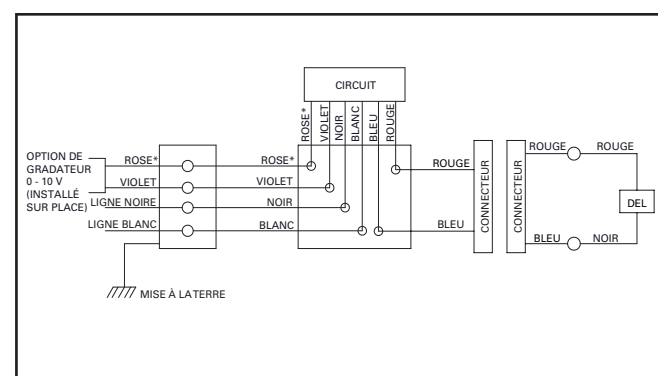 CIRCUIT
ROSE*
VIOLET
NOIR
BLANC
BLEU
ROUGE
OPTION DE
GRADATEUR
0 - 10 V
(INSTALLÉ
SUR PLACE)
ROSE*
VIOLET
LIGNE NOIRE
LIGNE BLANC
ROSE*
VIOLET
NOIR
BLANC
ROUGE
BLEU
CONNECTEUR
CONNECTEUR
ROUGE
ROUGE
DEL
BLEU
NOIR
MISE À LA TERRE